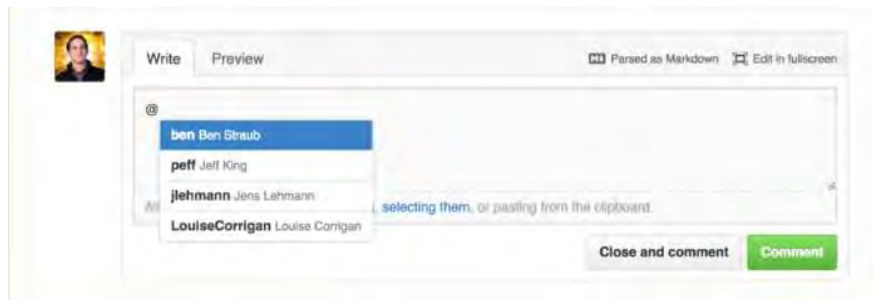 Write Preview Parsed as Markdown Edit in fullscreen
@
ben Ben Straub
peff Jeff King
jlehmann Jens Lehmann
selecting them, or pasting from the clipboard.
LouiseCorrigan Louise Corrigan
Close and comment Comment